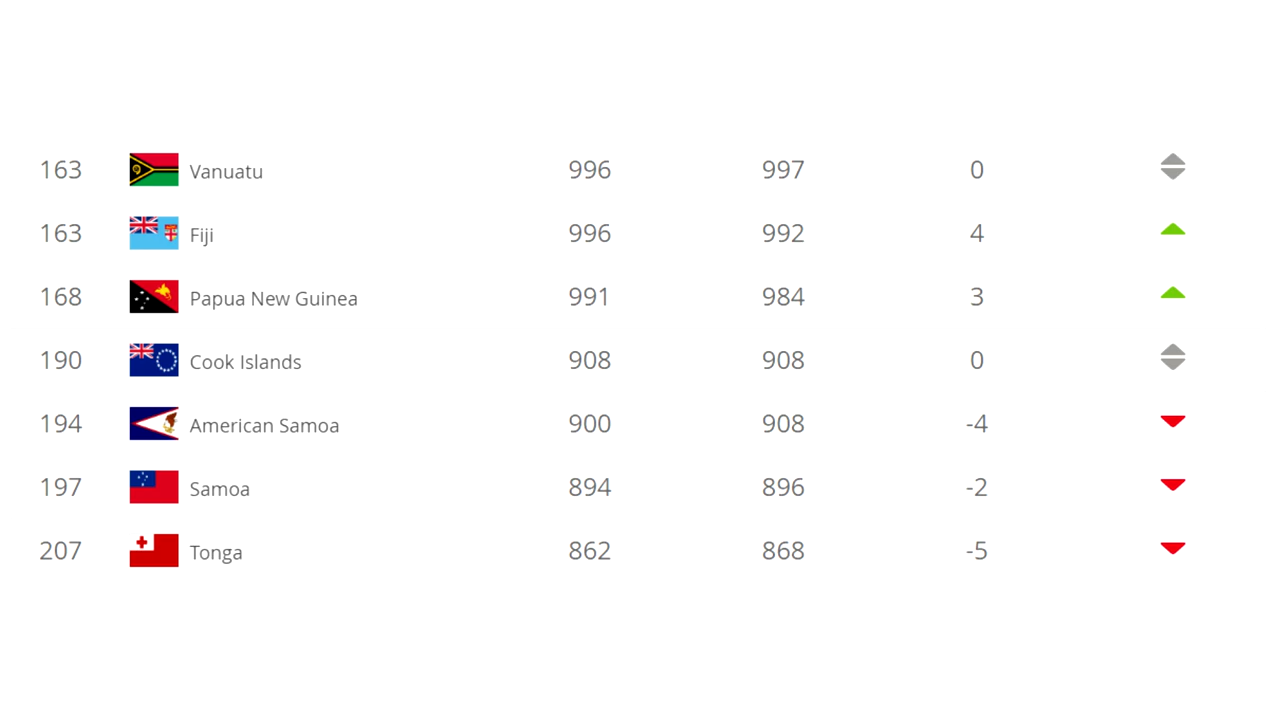 163 Vanuatu 996 997 0
163 Fiji 996 992 4
168 Papua New Guinea 991 984 3
190 Cook Islands 908 908 0
194 American Samoa 900 908 -4
197 Samoa 894 896 -2
207 Tonga 862 868 -5